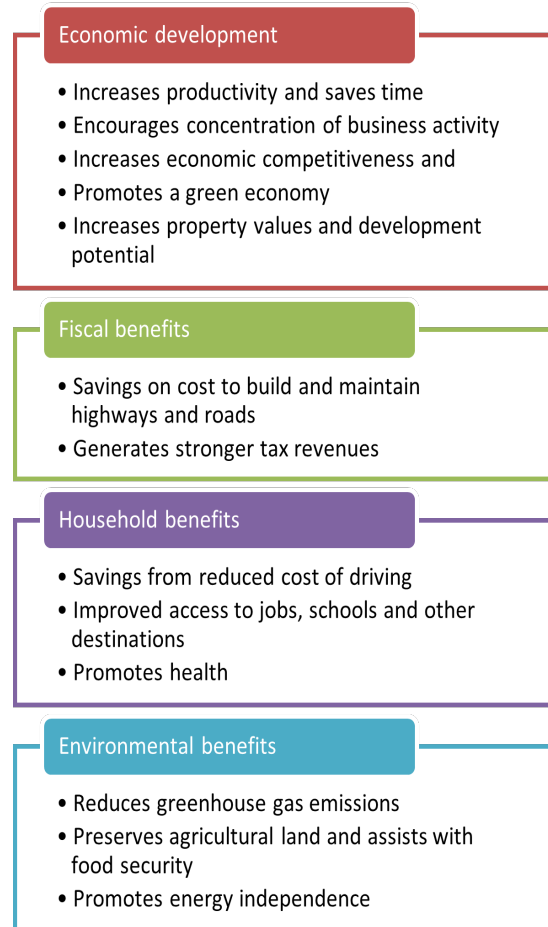 Economic development
• Increases productivity and saves time
• Encourages concentration of business activity
• Increases economic competitiveness and
• Promotes a green economy
• Increases property values and development
potential
Fiscal benefits
• Savings on cost to build and maintain
highways and roads
• Generates stronger tax revenues
Household benefits
• Savings from reduced cost of driving
• Improved access to jobs, schools and other
destinations
• Promotes health
Environmental benefits
• Reduces greenhouse gas emissions
• Preserves agricultural land and assists with
food security
• Promotes energy independence